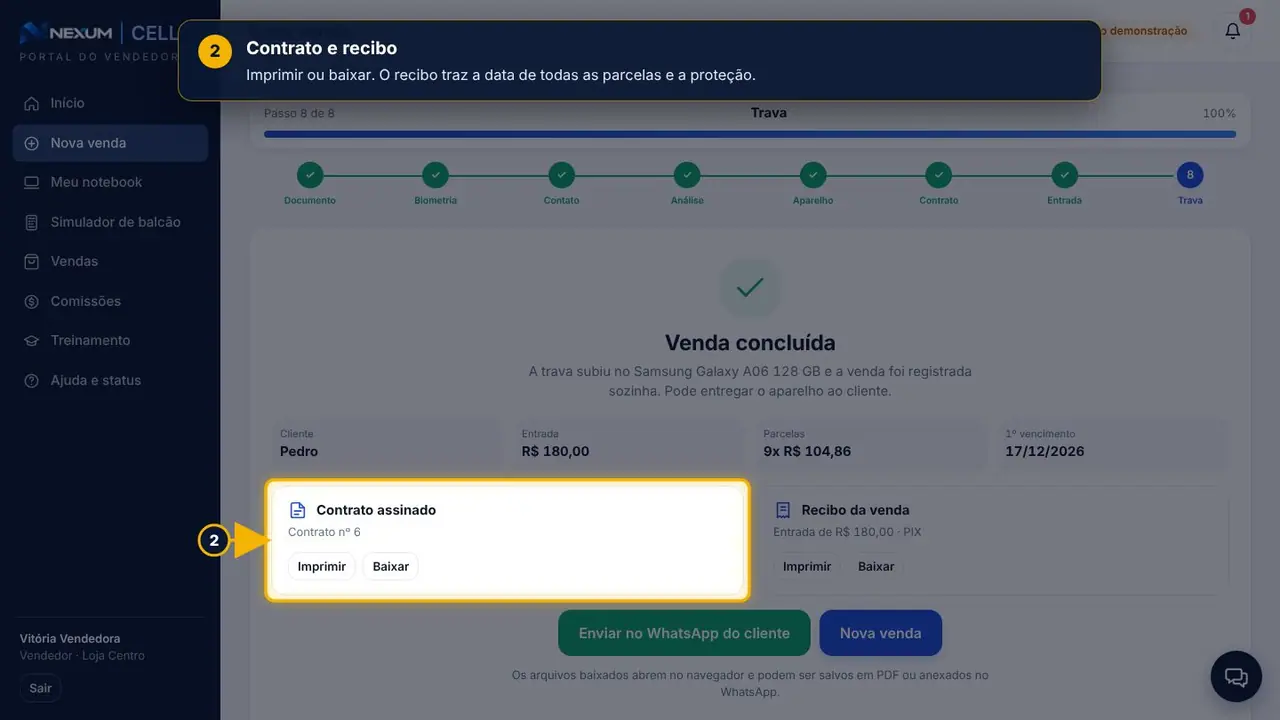 NEXUM | CELL
PORTAL DO VENDEDOR
Início
Nova venda
Meu notebook
Simulador de balcão
Vendas
Comissões
Treinamento
Ajuda e status
Vitória Vendedora
Vendedor · Loja Centro
Sair
2
Contrato e recibo
Imprimir ou baixar. O recibo traz a data de todas as parcelas e a proteção.
o demonstração
1
Passo 8 de 8
Trava
100%
8
Documento
Biometria
Contato
Análise
Aparelho
Contrato
Entrada
Trava
Venda concluída
A trava subiu no Samsung Galaxy A06 128 GB e a venda foi registrada
sozinha. Pode entregar o aparelho ao cliente.
Cliente
Pedro
Entrada
R$ 180,00
Parcelas
9x R$ 104,86
1º vencimento
17/12/2026
2
Contrato assinado
Contrato nº 6
Imprimir
Baixar
Recibo da venda
Entrada de R$ 180,00 · PIX
Imprimir
Baixar
Enviar no WhatsApp do cliente
Nova venda
Os arquivos baixados abrem no navegador e podem ser salvos em PDF ou anexados no
WhatsApp.